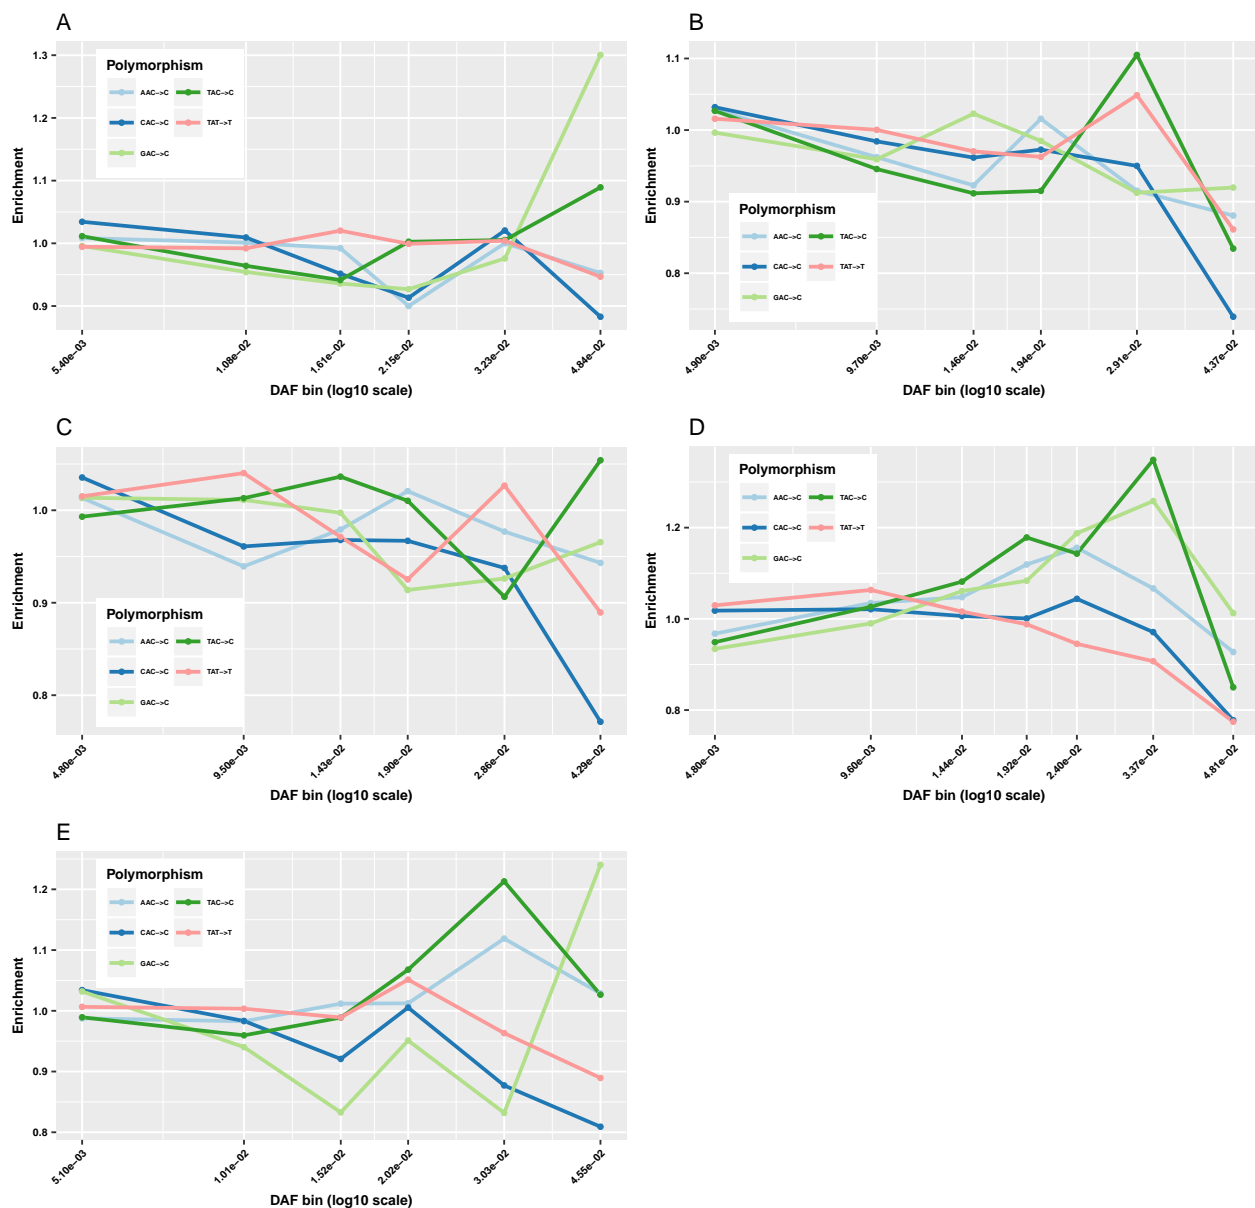 A
Enrichment
1.3
1.2
1.1
1.0
0.9
Polymorphism
AAC−>C TAC−>C
CAC−>C TAT−>T
GAC−>C
5.40e−03 1.08e−02 1.61e−02 2.15e−02 3.23e−02 4.84e−02
DAF bin (log10 scale)
B
Enrichment
1.1
1.0
0.9
0.8
Polymorphism
AAC−>C TAC−>C
CAC−>C TAT−>T
GAC−>C
4.90e−03 9.70e−03 1.46e−02 1.94e−02 2.91e−02 4.37e−02
DAF bin (log10 scale)
C
Enrichment
1.0
0.9
0.8
Polymorphism
AAC−>C TAC−>C
CAC−>C TAT−>T
GAC−>C
4.80e−03 9.50e−03 1.43e−02 1.90e−02 2.86e−02 4.29e−02
DAF bin (log10 scale)
D
Enrichment
1.2
1.0
0.8
Polymorphism
AAC−>C TAC−>C
CAC−>C TAT−>T
GAC−>C
4.80e−03 9.60e−03 1.44e−02 1.92e−02 2.40e−02 3.37e−02 4.81e−02
DAF bin (log10 scale)
E
Enrichment
1.2
1.1
1.0
0.9
0.8
Polymorphism
AAC−>C TAC−>C
CAC−>C TAT−>T
GAC−>C
5.10e−03 1.01e−02 1.52e−02 2.02e−02 3.03e−02 4.55e−02
DAF bin (log10 scale)